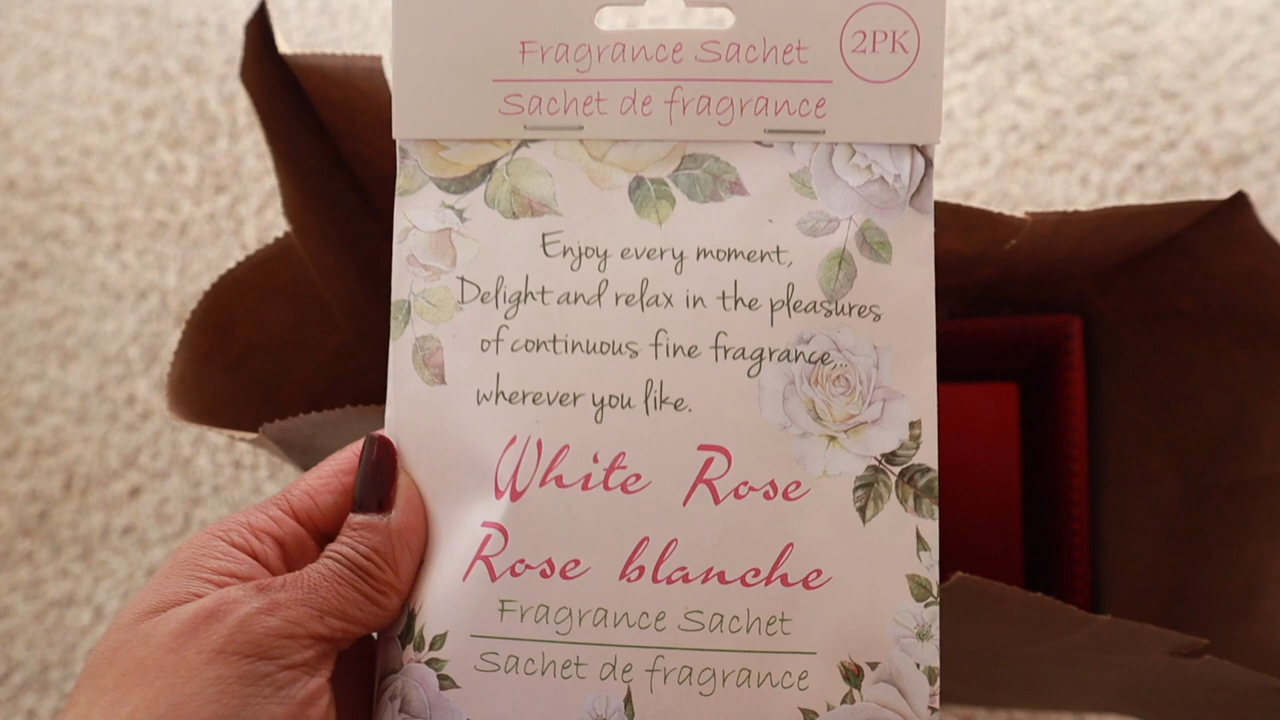 Fragrance Sachet
2PK
Sachet de fragrance
Enjoy every moment,
Delight and relax in the pleasures
of continuous fine fragrance,
wherever you like.
White Rose
Rose blanche
Fragrance Sachet
Sachet de fragrance